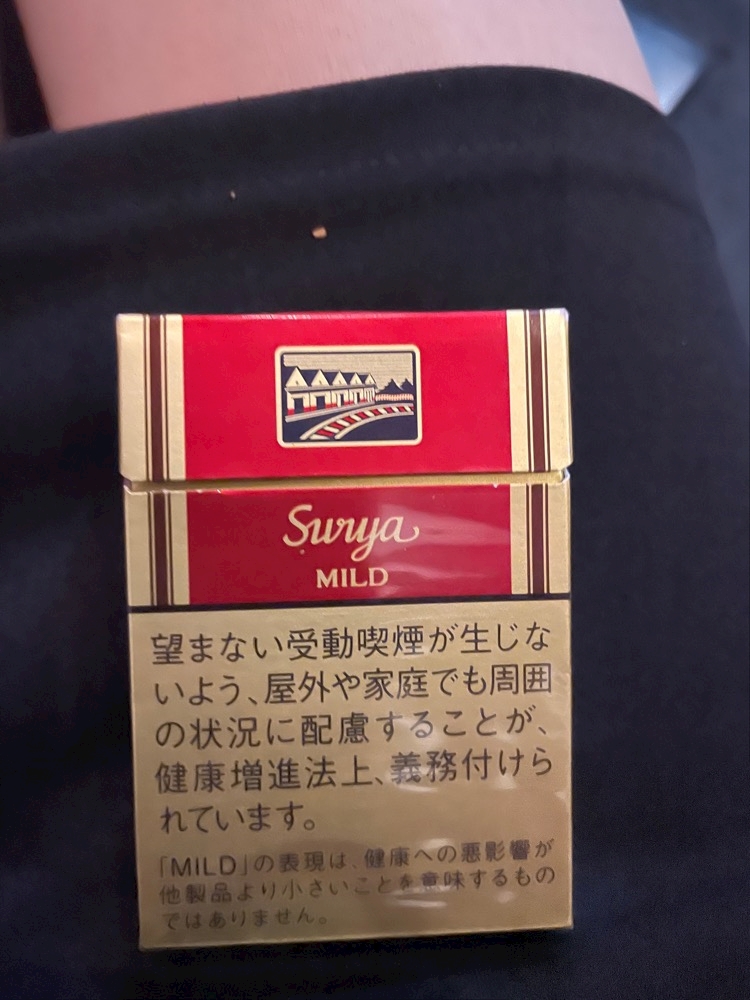 Surya
MILD
望まない受動喫煙が生じな
いよう、屋外や家庭でも周囲
の状況に配慮することが、
健康増進法上、義務付けら
れています。
「MILD」の表現は、健康への悪影響が
他製品より小さいことを意味するもの
ではありません。